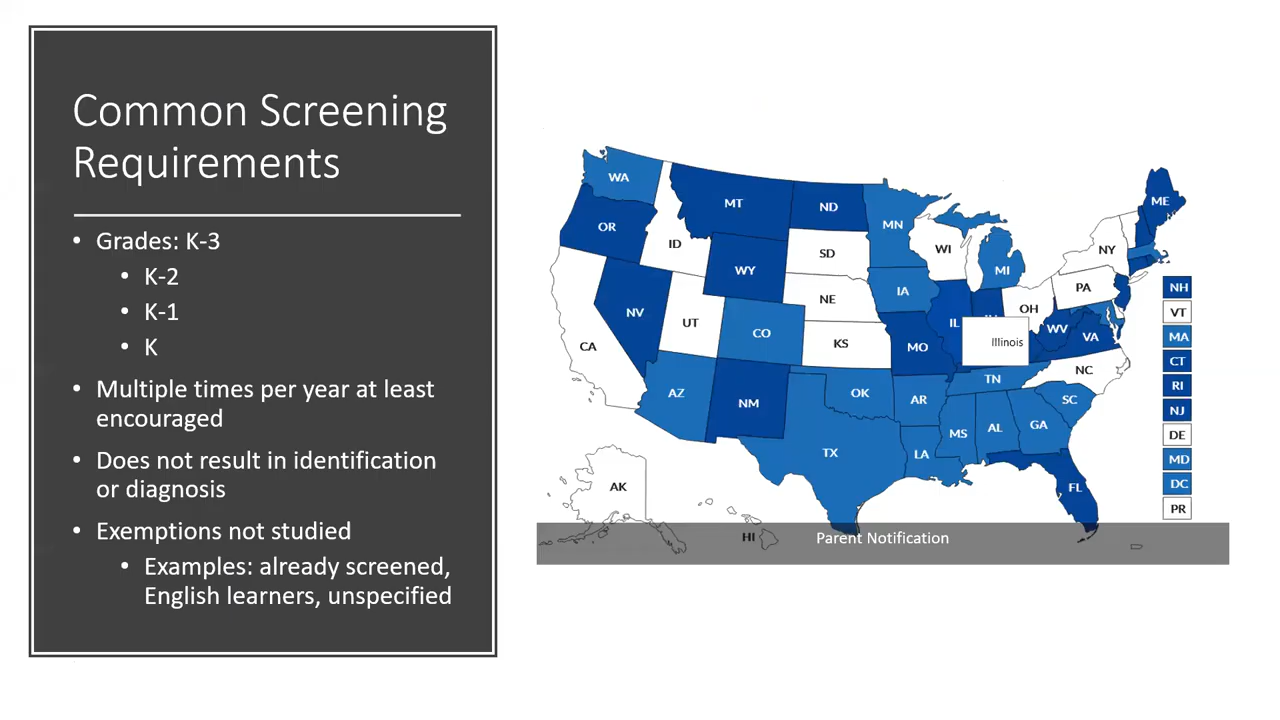 Common Screening
Requirements
• Grades: K-3
• K-2
• K-1
• K
• Multiple times per year at least
encouraged
• Does not result in identification
or diagnosis
• Exemptions not studied
• Examples: already screened,
English learners, unspecified
WA
OR
ID
MT
ND
MN
WY
SD
WI
MI
NY
ME
NV
UT
CO
NE
IA
IL
OH
PA
CA
KS
MO
Illinois
WV
VA
AZ
NM
OK
AR
TN
NC
TX
LA
MS
AL
GA
SC
FL
AK
HI
NH
VT
MA
CT
RI
NJ
DE
MD
DC
PR
Parent Notification